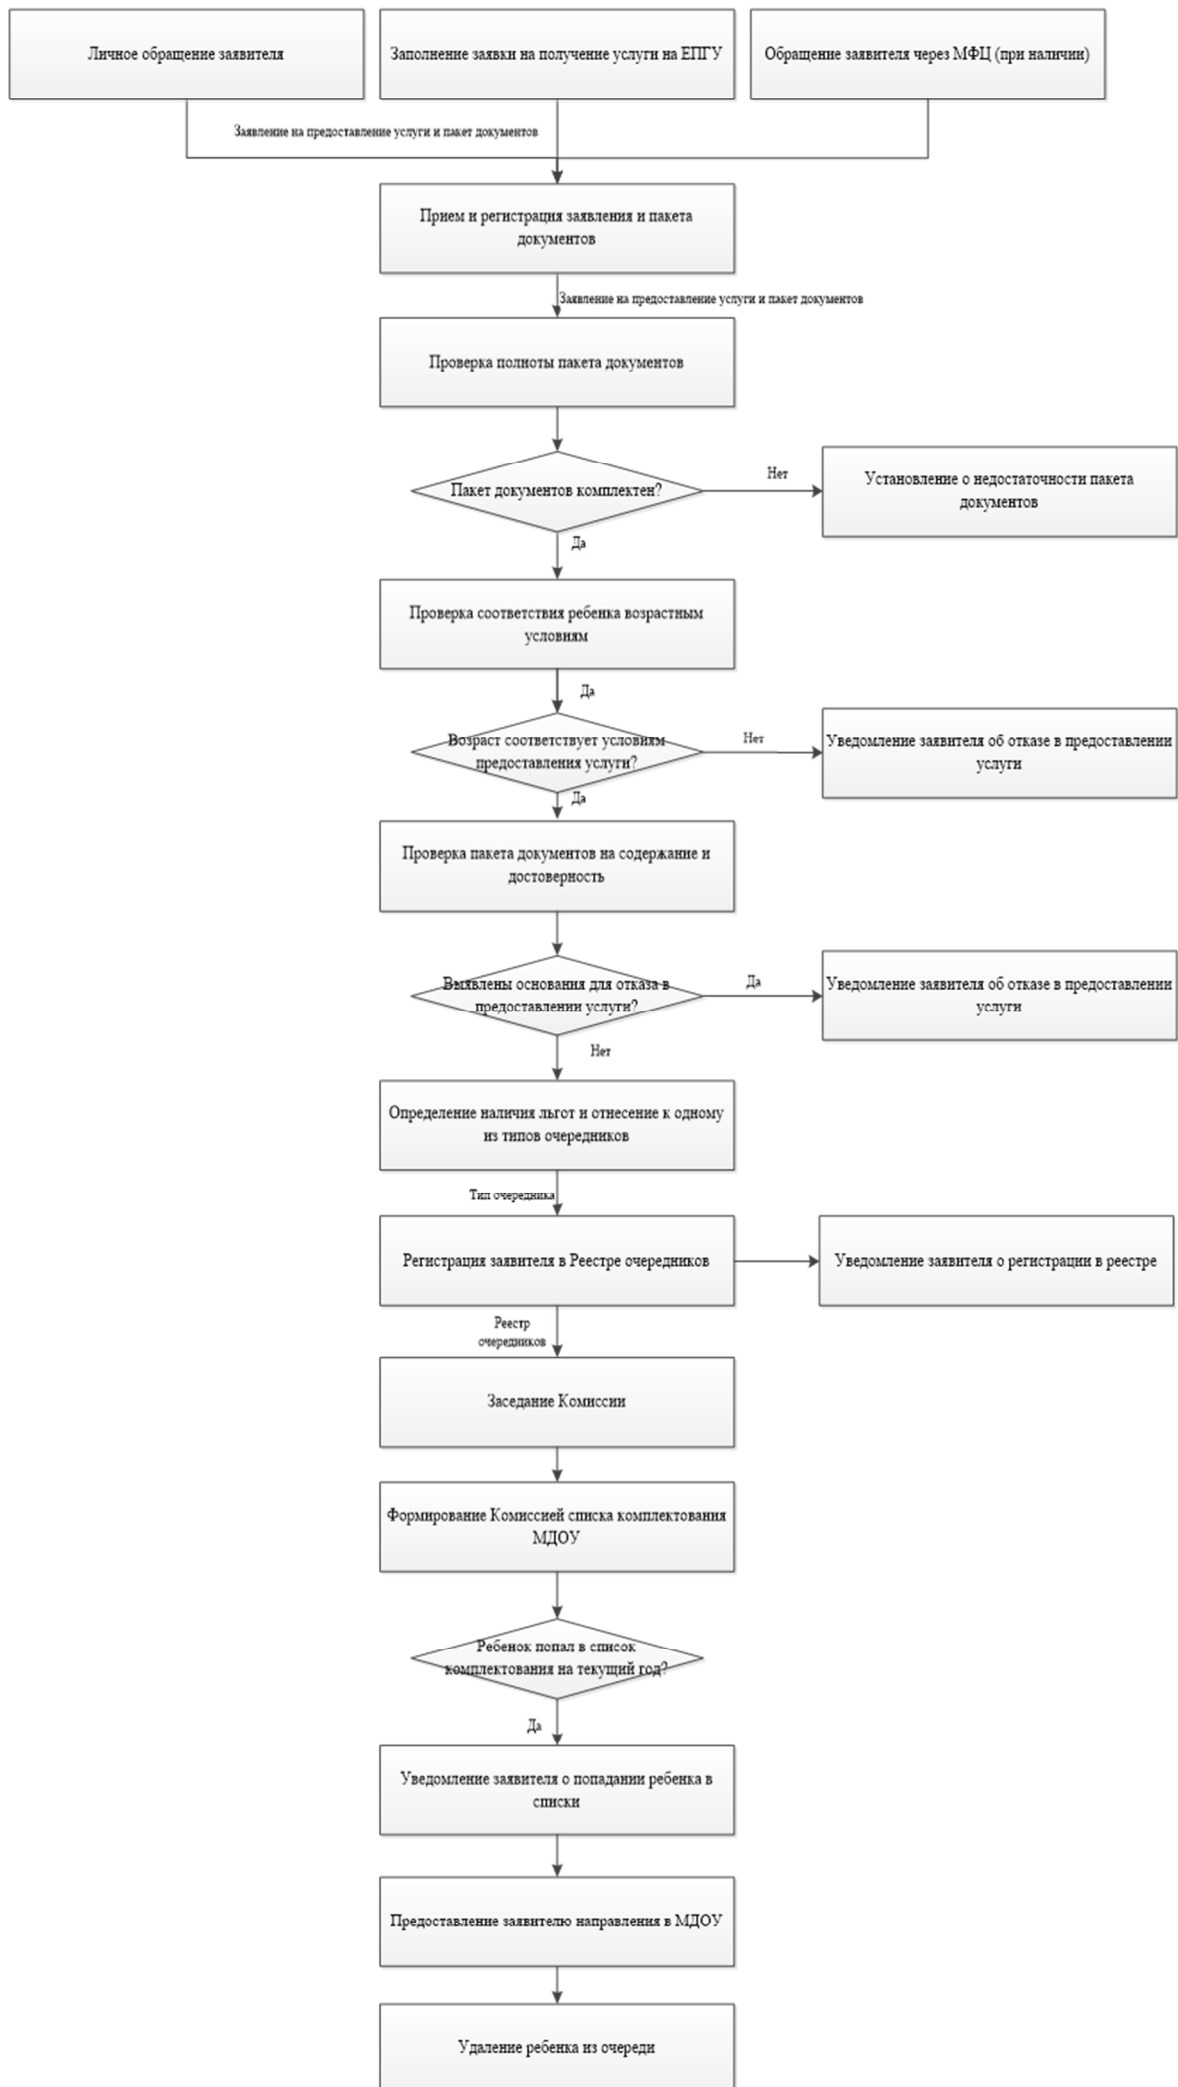 Личное обращение заявителя
Заполнение заявки на получение услуги на ЕПГУ
Обращение заявителя через МФЦ (при наличии)
Заявление на предоставление услуги и пакет документов
Прием и регистрация заявления и пакета
документов
Заявление на предоставление услуги и пакет документов
Проверка полноты пакета документов
Пакет документов комплектен?
Нет
Установление о недостаточности пакета
документов
Да
Проверка соответствия ребенка возрастным
условиям
Да
Возраст соответствует условиям
предоставления услуги?
Нет
Уведомление заявителя об отказе в предоставлении
услуги
Да
Проверка пакета документов на содержание и
достоверность
Выявлены основания для отказа в
предоставлении услуги?
Да
Уведомление заявителя об отказе в предоставлении
услуги
Нет
Определение наличия льгот и отнесение к одному
из типов очередников
Тип очередника
Регистрация заявителя в Реестре очередников
Уведомление заявителя о регистрации в реестре
Реестр
очередников
Заседание Комиссии
Формирование Комиссией списка комплектования
МДОУ
Ребенок попал в список
комплектования на текущий год?
Да
Уведомление заявителя о попадании ребенка в
списки
Предоставление заявителю направления в МДОУ
Удаление ребенка из очереди